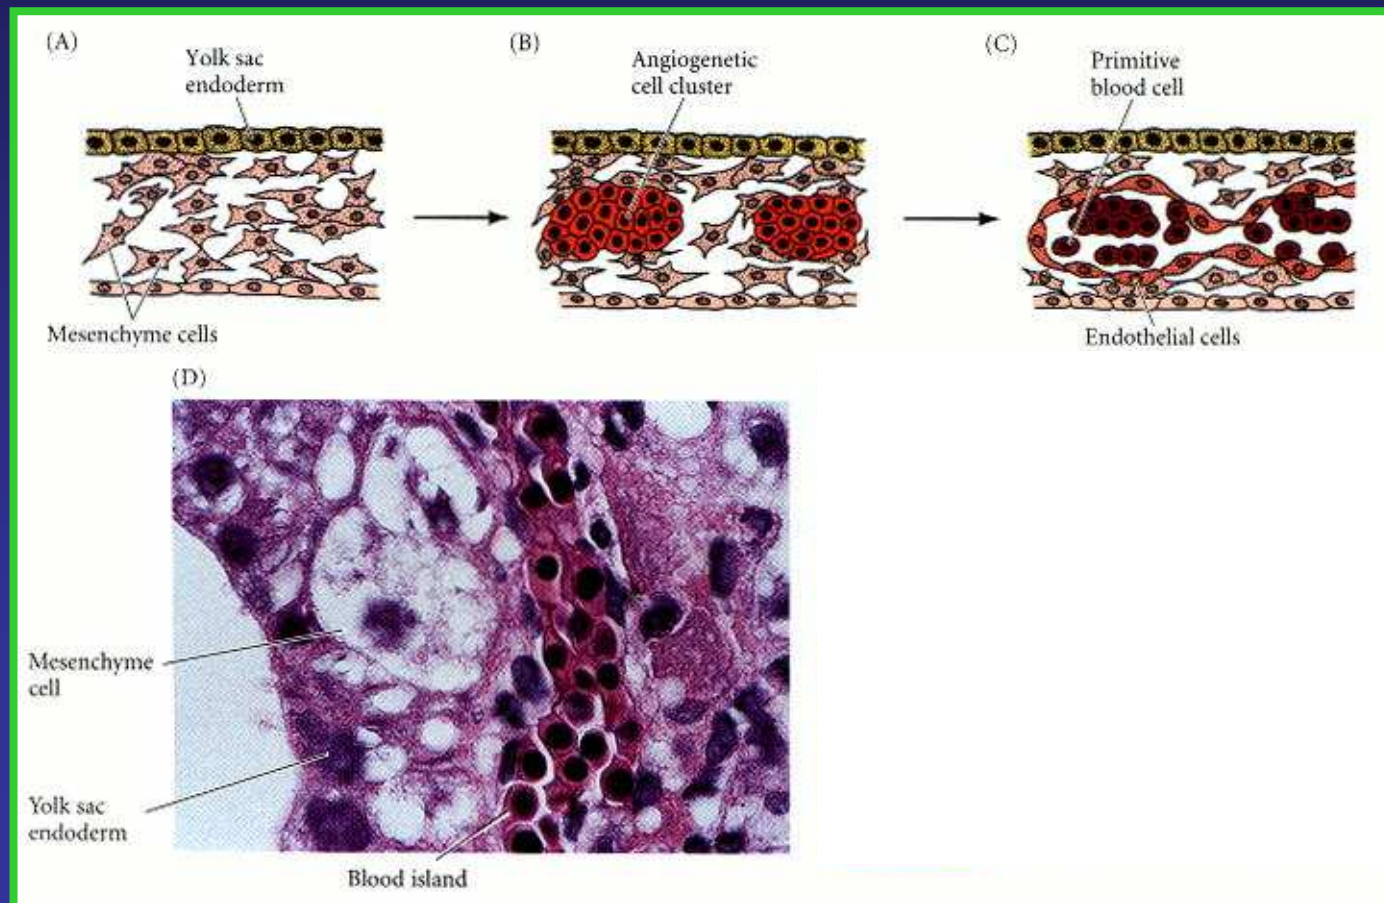 (A)
Yolk sac
endoderm
Mesenchyme cells
(B)
Angiogenetic
cell cluster
(C)
Primitive
blood cell
Endothelial cells
(D)
Mesenchyme
cell
Yolk sac
endoderm
Blood island